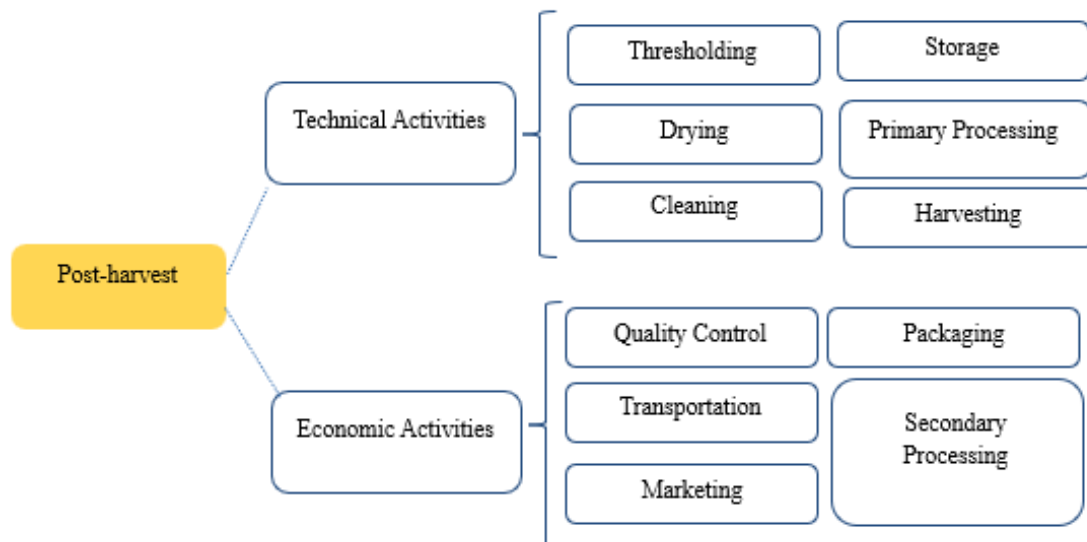 Post-harvest
Technical Activities
Thresholding
Storage
Drying
Primary Processing
Cleaning
Harvesting
Economic Activities
Quality Control
Packaging
Transportation
Secondary
Processing
Marketing